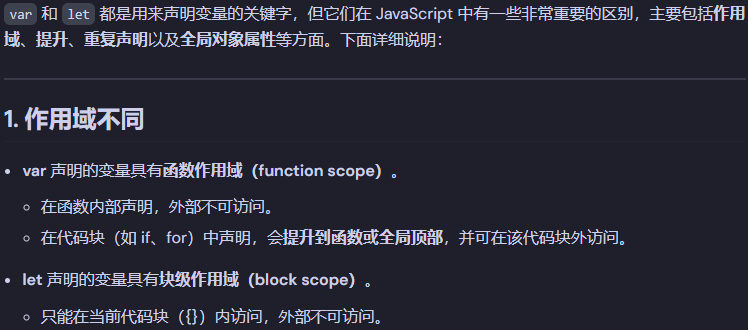 var 和 let 都是用来声明变量的关键字，但它们在 JavaScript 中有一些非常重要的区别，主要包括作用
域、提升、重复声明以及全局对象属性等方面。下面详细说明：
1. 作用域不同
• var 声明的变量具有函数作用域（function scope）。
◦ 在函数内部声明，外部不可访问。
◦ 在代码块（如 if、for）中声明，会提升到函数或全局顶部，并可在该代码块外访问。
• let 声明的变量具有块级作用域（block scope）。
◦ 只能在当前代码块（{}）内访问，外部不可访问。